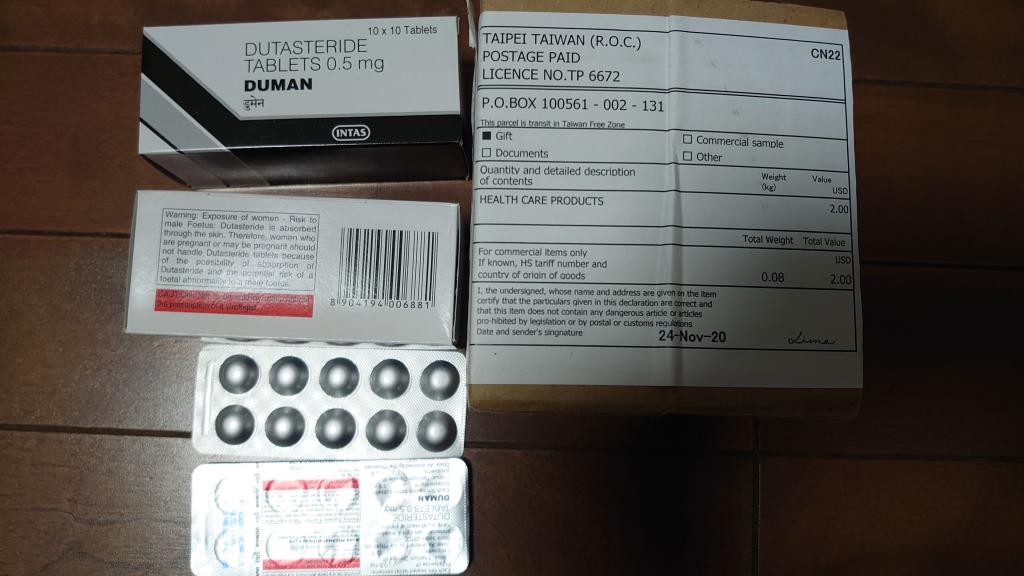 10 x 10 Tablets
DUTASTERIDE
TABLETS 0.5 mg
DUMAN
डुमेन
INTAS
Warning: Exposure of women - Risk to
male Foetus: Dutasteride is absorbed
through the skin. Therefore, women who
are pregnant or may be pregnant should
not handle Dutasteride tablets because
of the possibility of absorption of
Dutasteride and the potential risk of a
foetal abnormality to a male foetus.
CAUTION:
the prescription of a Urologist.
8 904194 006881
DUTASTERIDE
TABLETS 0.5 mg
DUMAN
TAIPEI TAIWAN (R.O.C.)
POSTAGE PAID
LICENCE NO.TP 6672
CN22
P.O.BOX 100561 - 002 - 131
This parcel is transit in Taiwan Free Zone
■ Gift
□ Commercial sample
□ Documents
□ Other
Quantity and detailed description
of contents
Weight
(kg)
Value
USD
HEALTH CARE PRODUCTS
2.00
Total Weight
Total Value
For commercial items only
If known, HS tariff number and
country of origin of goods
USD
0.08
2.00
I, the undersigned, whose name and address are given on the item
certify that the particulars given in this declaration are correct and
that this item does not contain any dangerous article or articles
pro-hibited by legislation or by postal or customs regulations
Date and sender's singnature
24-Nov-20